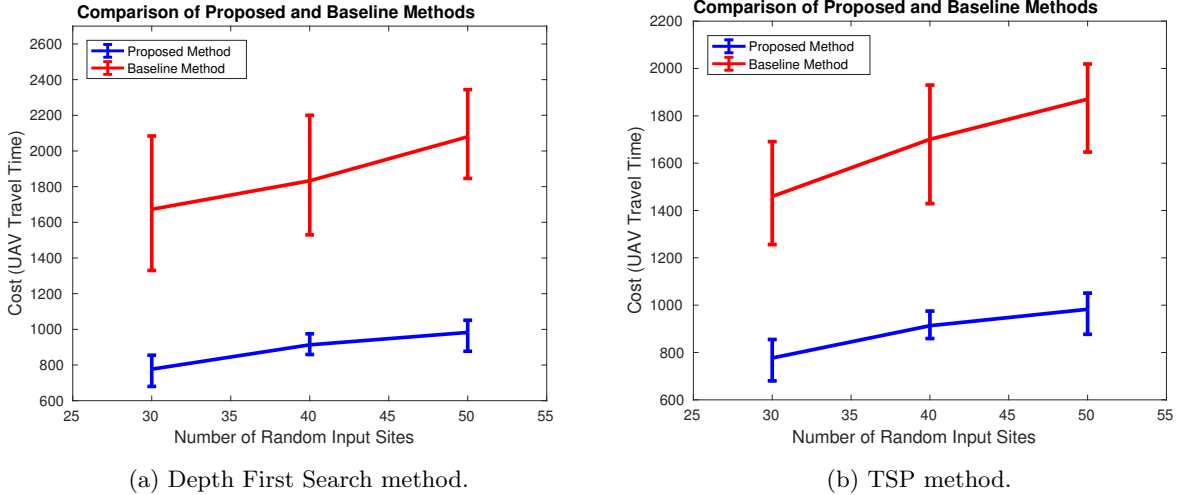 Comparison of Proposed and Baseline Methods
2600
2400
2200
2000
1800
1600
1400
1200
1000
800
600
Cost (UAV Travel Time)
Proposed Method
Baseline Method
25 30 35 40 45 50 55
Number of Random Input Sites
(a) Depth First Search method.
Comparison of Proposed and Baseline Methods
2200
2000
1800
1600
1400
1200
1000
800
600
Cost (UAV Travel Time)
Proposed Method
Baseline Method
25 30 35 40 45 50 55
Number of Random Input Sites
(b) TSP method.